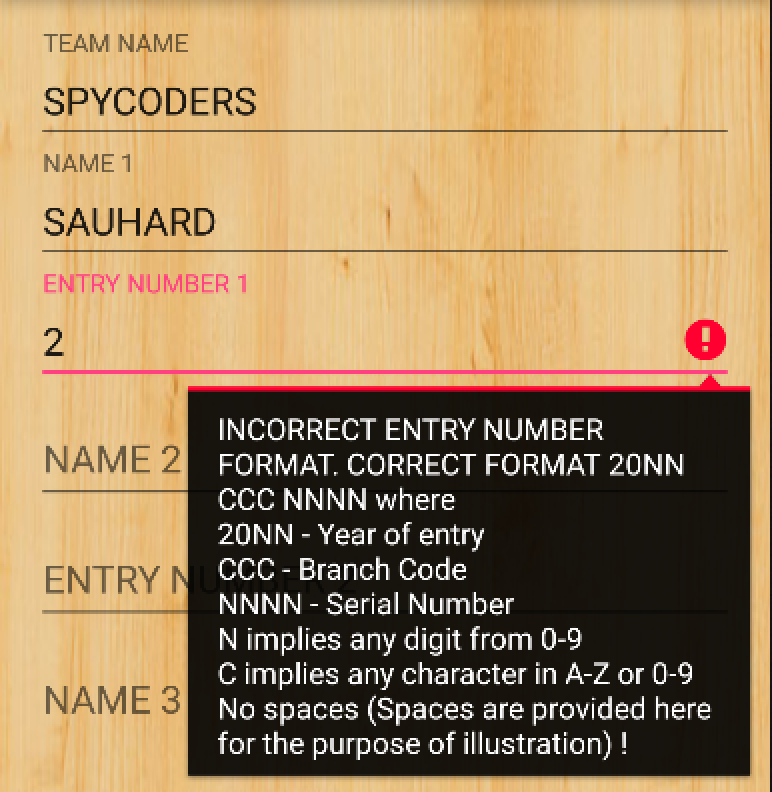 TEAM NAME
SPYCODERS
NAME 1
SAUHARD
ENTRY NUMBER 1
2
INCORRECT ENTRY NUMBER
FORMAT. CORRECT FORMAT 20NN
CCC NNNN where
20NN - Year of entry
CCC - Branch Code
NNNN - Serial Number
N implies any digit from 0-9
C implies any character in A-Z or 0-9
No spaces (Spaces are provided here
for the purpose of illustration) !
NAME 2
ENTRY NUMBER 2
NAME 3